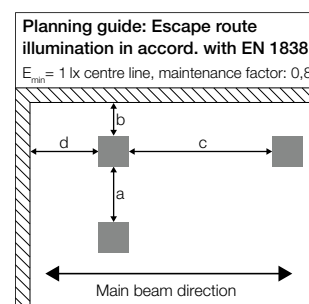 Planning guide: Escape route
illumination in accord. with EN 1838
E min = 1 lx centre line, maintenance factor: 0,8
b
d
c
a
Main beam direction